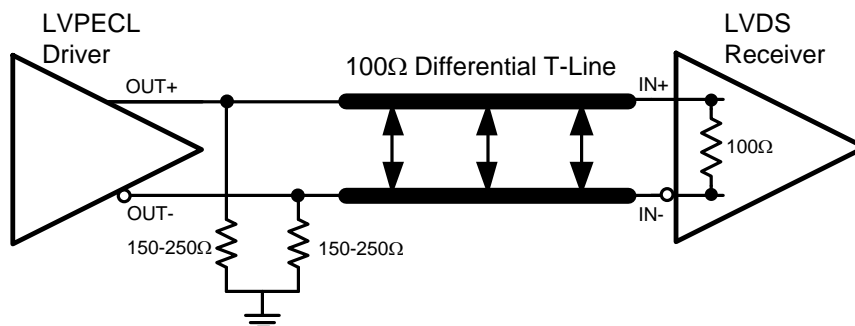 LVPECL
Driver
LVDS
Receiver
100Ω Differential T-Line
OUT+
IN+
100Ω
OUT-
IN-
150-250Ω
150-250Ω